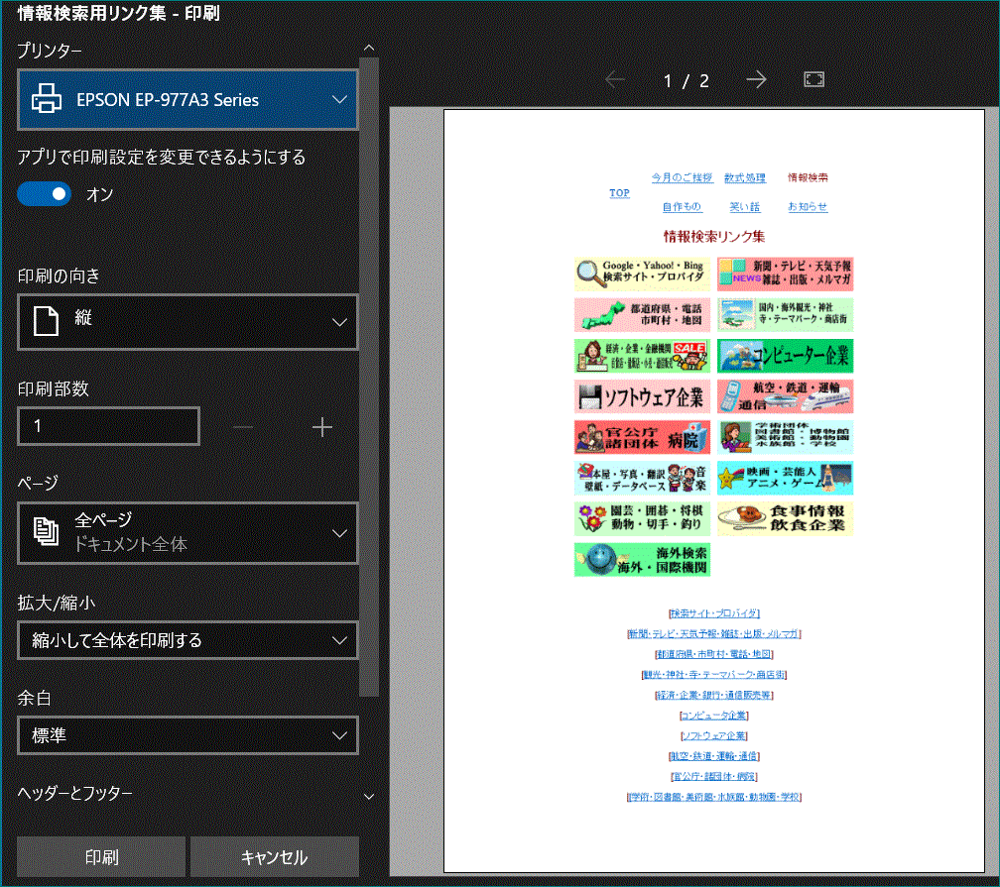 情報検索用リンク集 - 印刷
プリンター
EPSON EP-977A3 Series
アプリで印刷設定を変更できるようにする
オン
印刷の向き
縦
印刷部数
1
ページ
全ページ
ドキュメント全体
拡大/縮小
縮小して全体を印刷する
余白
標準
ヘッダーとフッター
印刷
キャンセル
1 / 2
今月のご挨拶 数式処理 情報検索
TOP
自作もの 笑い話 お知らせ
情報検索リンク集
Google・Yahoo!・Bing
検索サイト・プロバイダ
新聞・テレビ・天気予報
NEWS 雑誌・出版・メルマガ
都道府県・電話
市町村・地図
国内・海外観光・神社
寺・テーマパーク・商店街
経済・企業・金融機関 SALE
百貨店・量販店・小売・通信販売
コンピューター企業
ソフトウェア企業
航空・鉄道・運輸
通信
官公庁
諸団体 病院
学術団体
図書館・博物館
美術館・動物園
水族館・学校
本屋・写真・翻訳 音
壁紙・データベース 楽
映画・芸能人
アニメ・ゲーム
園芸・囲碁・将棋
動物・切手・釣り
食事情報
飲食企業
海外検索
海外・国際機関
[検索サイト・プロバイダ]
[新聞・テレビ・天気予報・雑誌・出版・メルマガ]
[都道府県・市町村・電話・地図]
[観光・神社・寺・テーマパーク・商店街]
[経済・企業・銀行・通信販売等]
[コンピュータ企業]
[ソフトウェア企業]
[航空・鉄道・運輸・通信]
[官公庁・諸団体・病院]
[学術・図書館・美術館・水族館・動物園・学校]